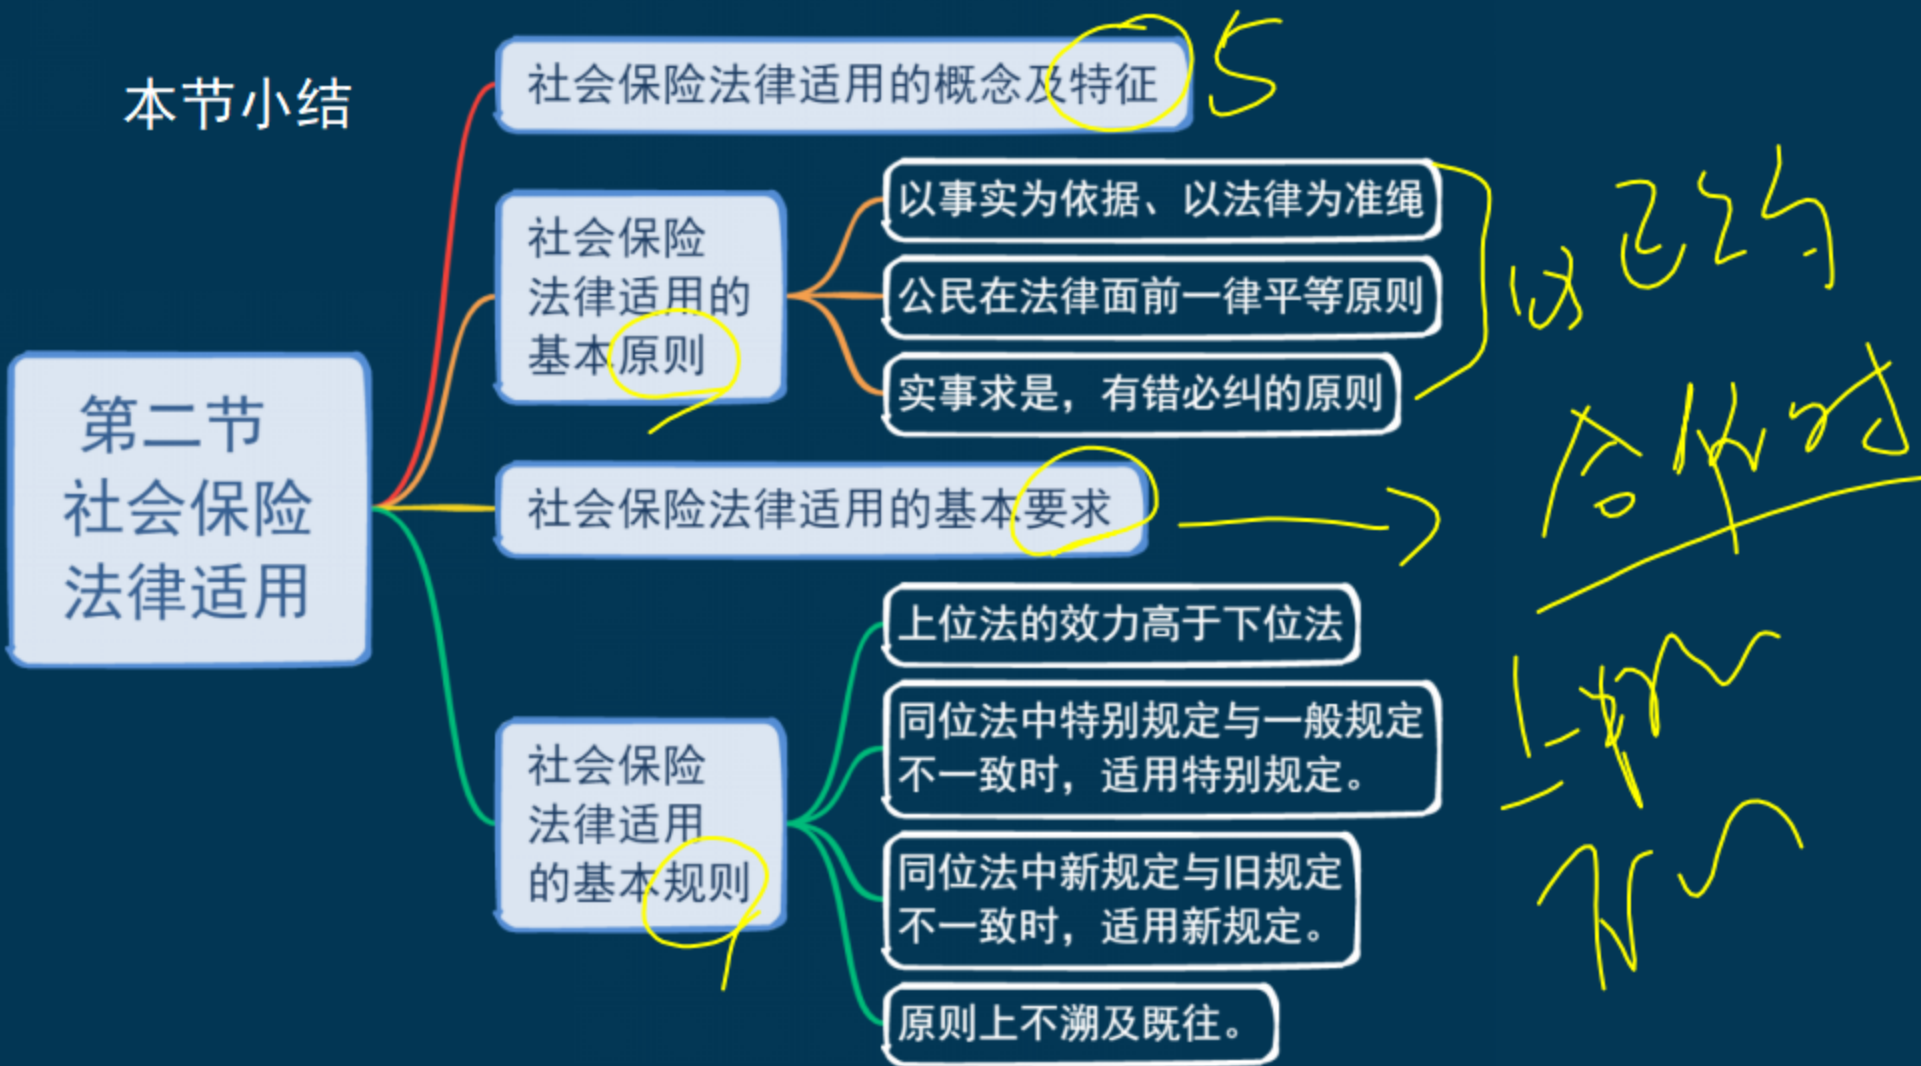 本节小结
第二节
社会保险
法律适用
社会保险法律适用的概念及特征
5
社会保险
法律适用的
基本原则
以事实为依据、以法律为准绳
公民在法律面前一律平等原则
实事求是，有错必纠的原则
社会保险法律适用的基本要求
社会保险
法律适用
的基本规则
上位法的效力高于下位法
同位法中特别规定与一般规定
不一致时，适用特别规定。
同位法中新规定与旧规定
不一致时，适用新规定。
原则上不溯及既往。